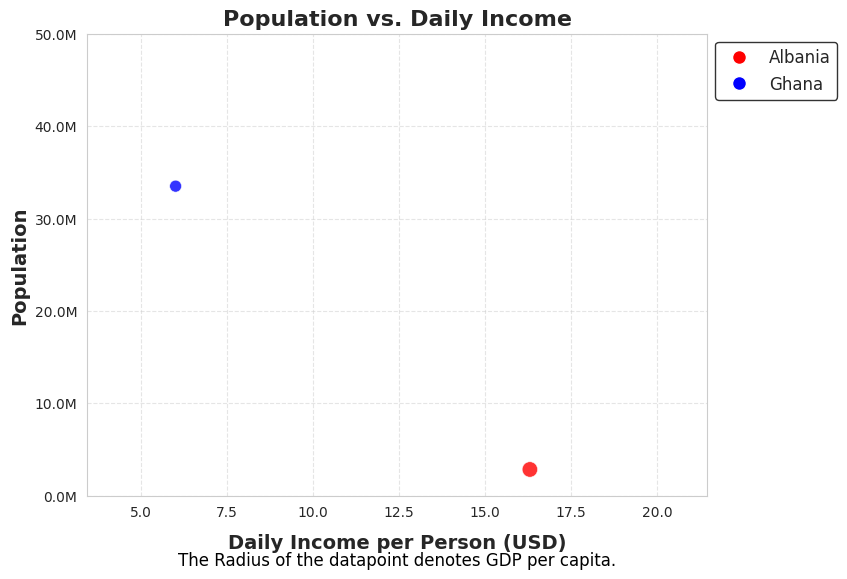 Population vs. Daily Income
50.0M
40.0M
30.0M
20.0M
10.0M
0.0M
Population
5.0
7.5
10.0
12.5
15.0
17.5
20.0
Daily Income per Person (USD)
The Radius of the datapoint denotes GDP per capita.
Albania
Ghana